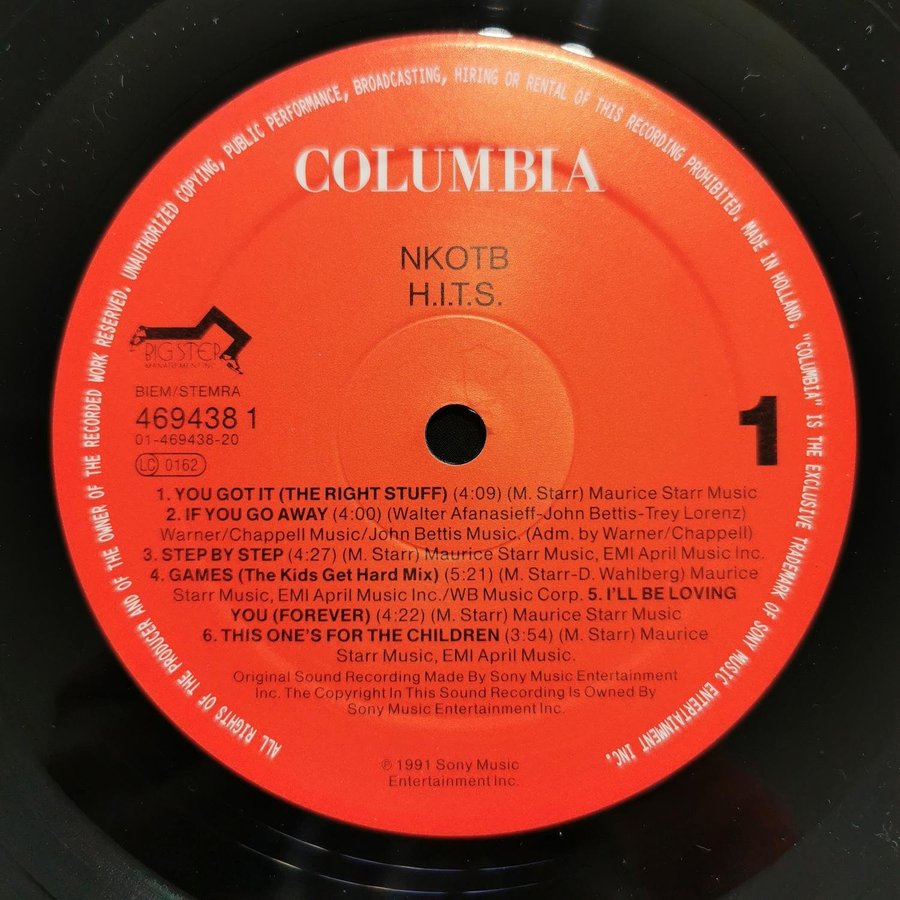 ALL RIGHTS OF THE PRODUCER AND OF THE OWNER OF THE RECORDED WORK RESERVED. UNAUTHORIZED COPYING, PUBLIC PERFORMANCE, BROADCASTING, HIRING OR RENTAL OF THIS RECORDING PROHIBITED. MADE IN HOLLAND. "COLUMBIA" IS THE EXCLUSIVE TRADEMARK OF SONY MUSIC ENTERTAINMENT INC.
COLUMBIA
NKOTB
H.I.T.S.
BIG STEP
MANAGEMENT INC.
BIEM/STEMRA
469438 1
01-469438-20
LC 0162
1
1. YOU GOT IT (THE RIGHT STUFF) (4:09) (M. Starr) Maurice Starr Music
2. IF YOU GO AWAY (4:00) (Walter Afanasieff-John Bettis-Trey Lorenz)
Warner/Chappell Music/John Bettis Music. (Adm. by Warner/Chappell)
3. STEP BY STEP (4:27) (M. Starr) Maurice Starr Music, EMI April Music Inc.
4. GAMES (The Kids Get Hard Mix) (5:21) (M. Starr-D. Wahlberg) Maurice
Starr Music, EMI April Music Inc./WB Music Corp. 5. I'LL BE LOVING
YOU (FOREVER) (4:22) (M. Starr) Maurice Starr Music
6. THIS ONE'S FOR THE CHILDREN (3:54) (M. Starr) Maurice
Starr Music, EMI April Music.
Original Sound Recording Made By Sony Music Entertainment
Inc. The Copyright In This Sound Recording Is Owned By
Sony Music Entertainment Inc.
℗ 1991 Sony Music
Entertainment Inc.